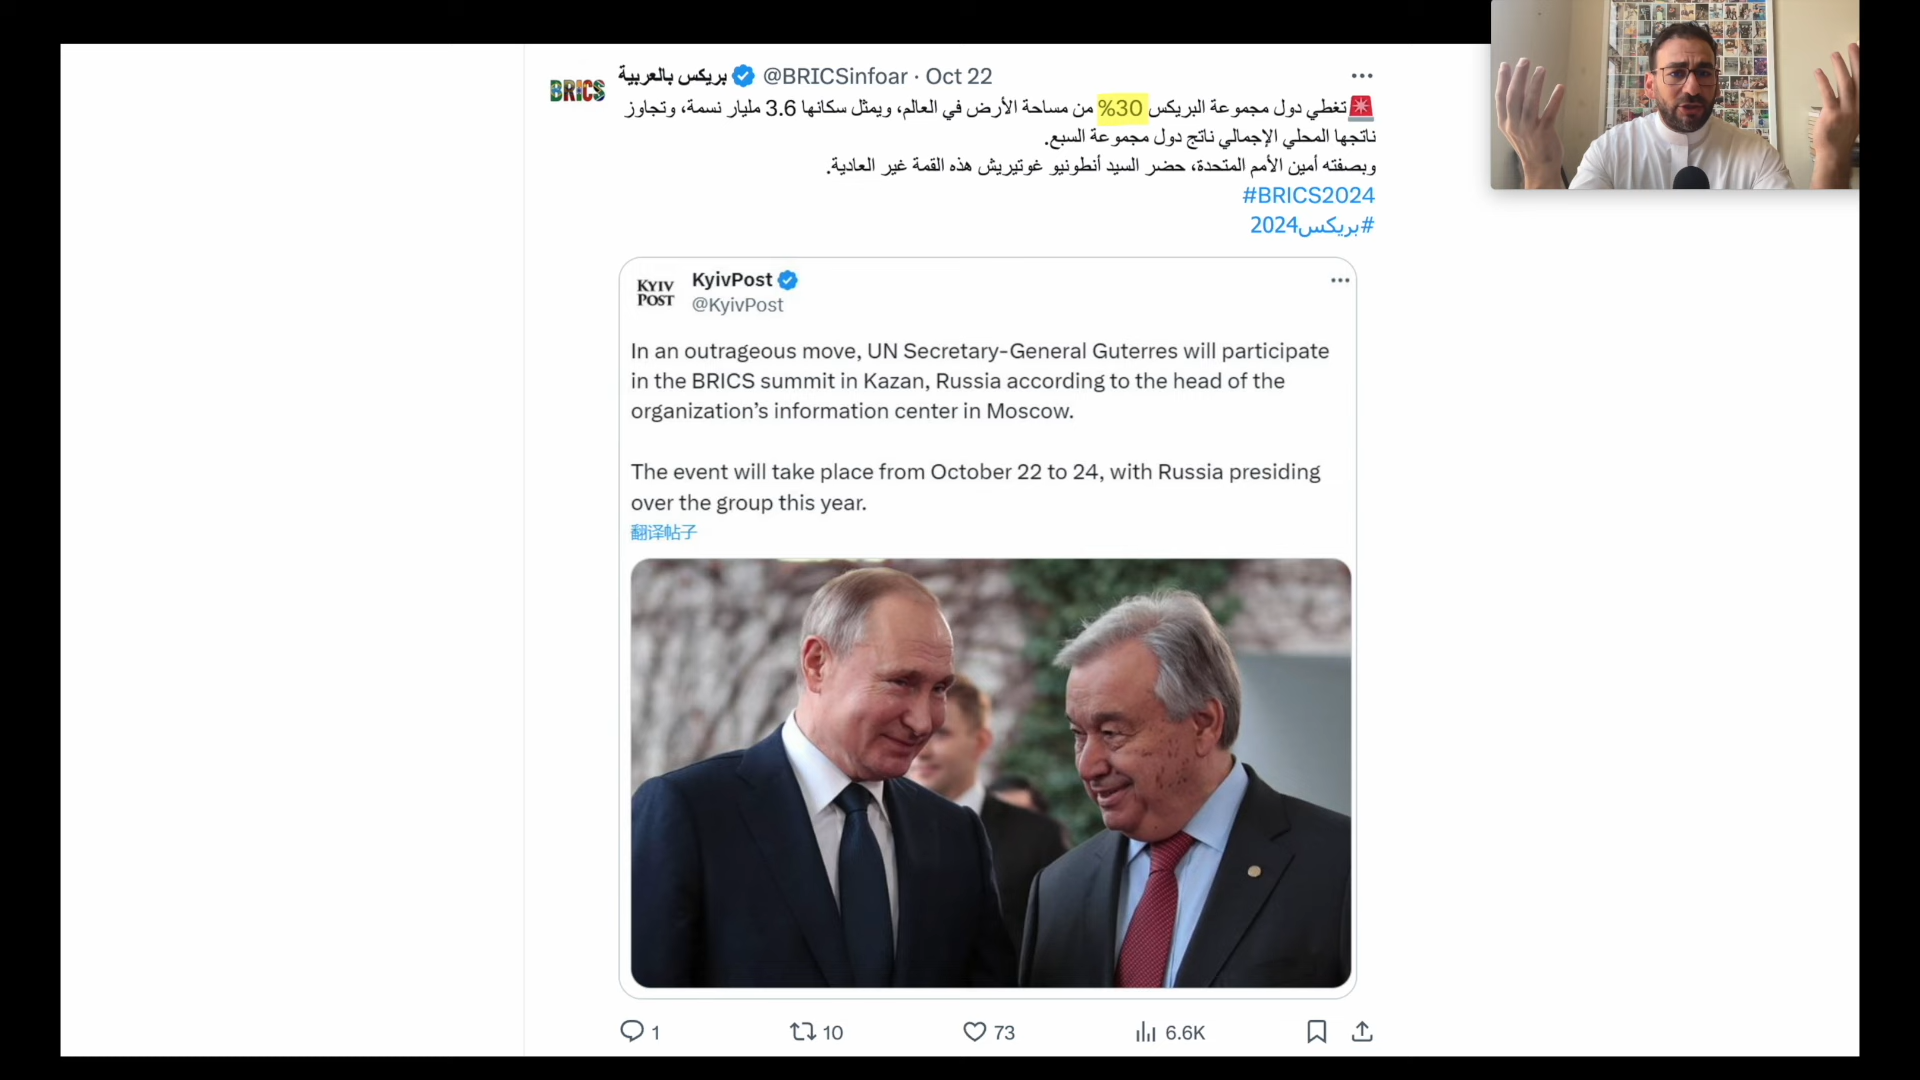 BRICS
بريكس بالعربية @BRICSinfoar · Oct 22
تغطي دول مجموعة البريكس 30% من مساحة الأرض في العالم، ويمثل سكانها 3.6 مليار نسمة، وتجاوز
ناتجها المحلي الإجمالي ناتج دول مجموعة السبع.
وبصفته أمين الأمم المتحدة، حضر السيد أنطونيو غوتيريش هذه القمة غير العادية.
#BRICS2024
#بريكس2024
KYIV
POST
KyivPost
@KyivPost
In an outrageous move, UN Secretary-General Guterres will participate
in the BRICS summit in Kazan, Russia according to the head of the
organization’s information center in Moscow.
The event will take place from October 22 to 24, with Russia presiding
over the group this year.
翻译帖子
1 10 73 6.6K